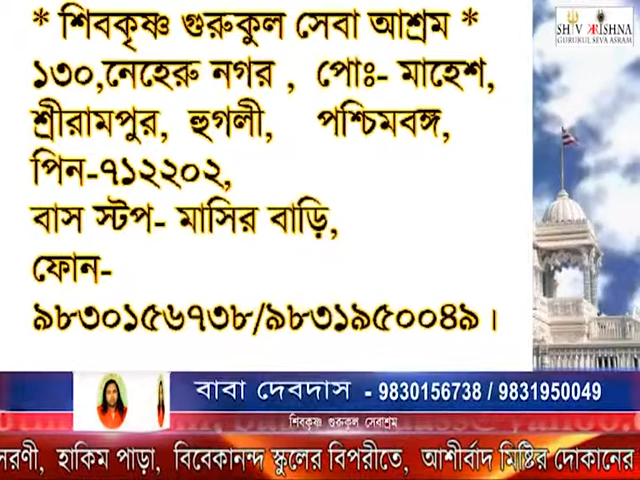 * শিবকৃষ্ণ গুরুকুল সেবা আশ্রম *
১৩০,নেহেরু নগর , পোঃ- মাহেশ,
শ্রীরামপুর, হুগলী, পশ্চিমবঙ্গ,
পিন-৭১২২০২,
বাস স্টপ- মাসির বাড়ি,
ফোন-
৯৮৩০১৫৬৭৩৮/৯৮৩১৯৫০০৪৯।
SHIV KRISHNA
GURUKUL SEVA ASRAM
বাবা দেবদাস - 9830156738 / 9831950049
শিবকৃষ্ণ গুরুকুল সেবাশ্রম
সরণী, হাকিম পাড়া, বিবেকানন্দ স্কুলের বিপরীতে, আশীর্বাদ মিষ্টির দোকানের